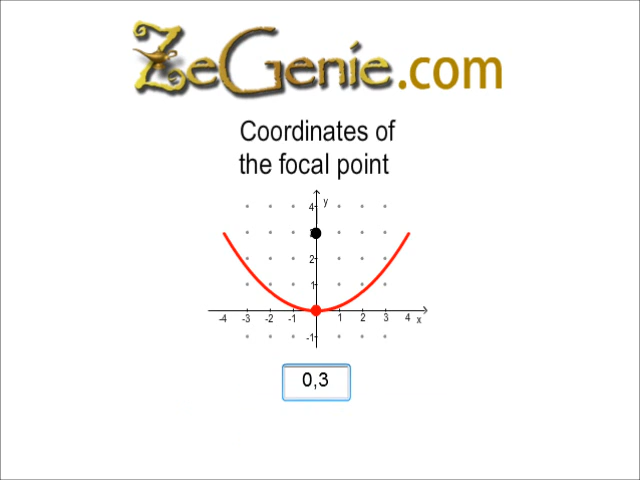 ZeGenie.com
Coordinates of
the focal point
y
4
2
1
-4 -3 -2 -1 1 2 3 4 x
-1
0,3